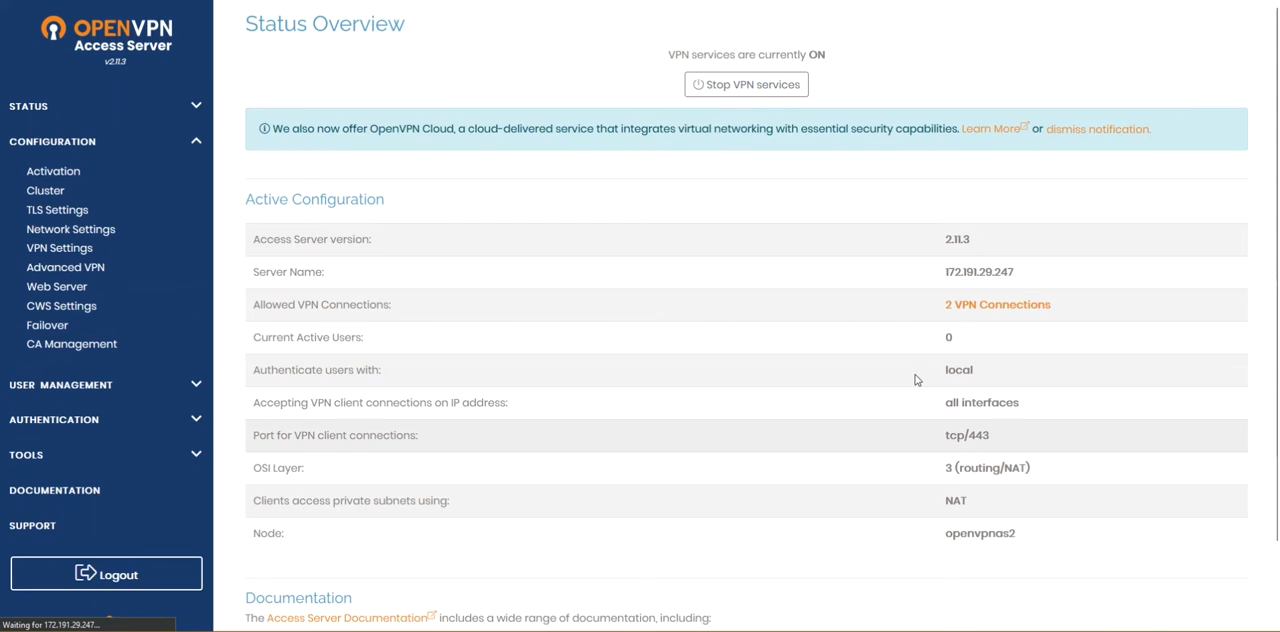 OPENVPN
Access Server
v2.11.3
STATUS
CONFIGURATION
Activation
Cluster
TLS Settings
Network Settings
VPN Settings
Advanced VPN
Web Server
CWS Settings
Failover
CA Management
USER MANAGEMENT
AUTHENTICATION
TOOLS
DOCUMENTATION
SUPPORT
Logout
Waiting for 172.191.29.247...
Status Overview
VPN services are currently ON
Stop VPN services
We also now offer OpenVPN Cloud, a cloud-delivered service that integrates virtual networking with essential security capabilities. Learn More or dismiss notification.
Active Configuration
Access Server version: 2.11.3
Server Name: 172.191.29.247
Allowed VPN Connections: 2 VPN Connections
Current Active Users: 0
Authenticate users with: local
Accepting VPN client connections on IP address: all interfaces
Port for VPN client connections: tcp/443
OSI Layer: 3 (routing/NAT)
Clients access private subnets using: NAT
Node: openvpnas2
Documentation
The Access Server Documentation includes a wide range of documentation, including: